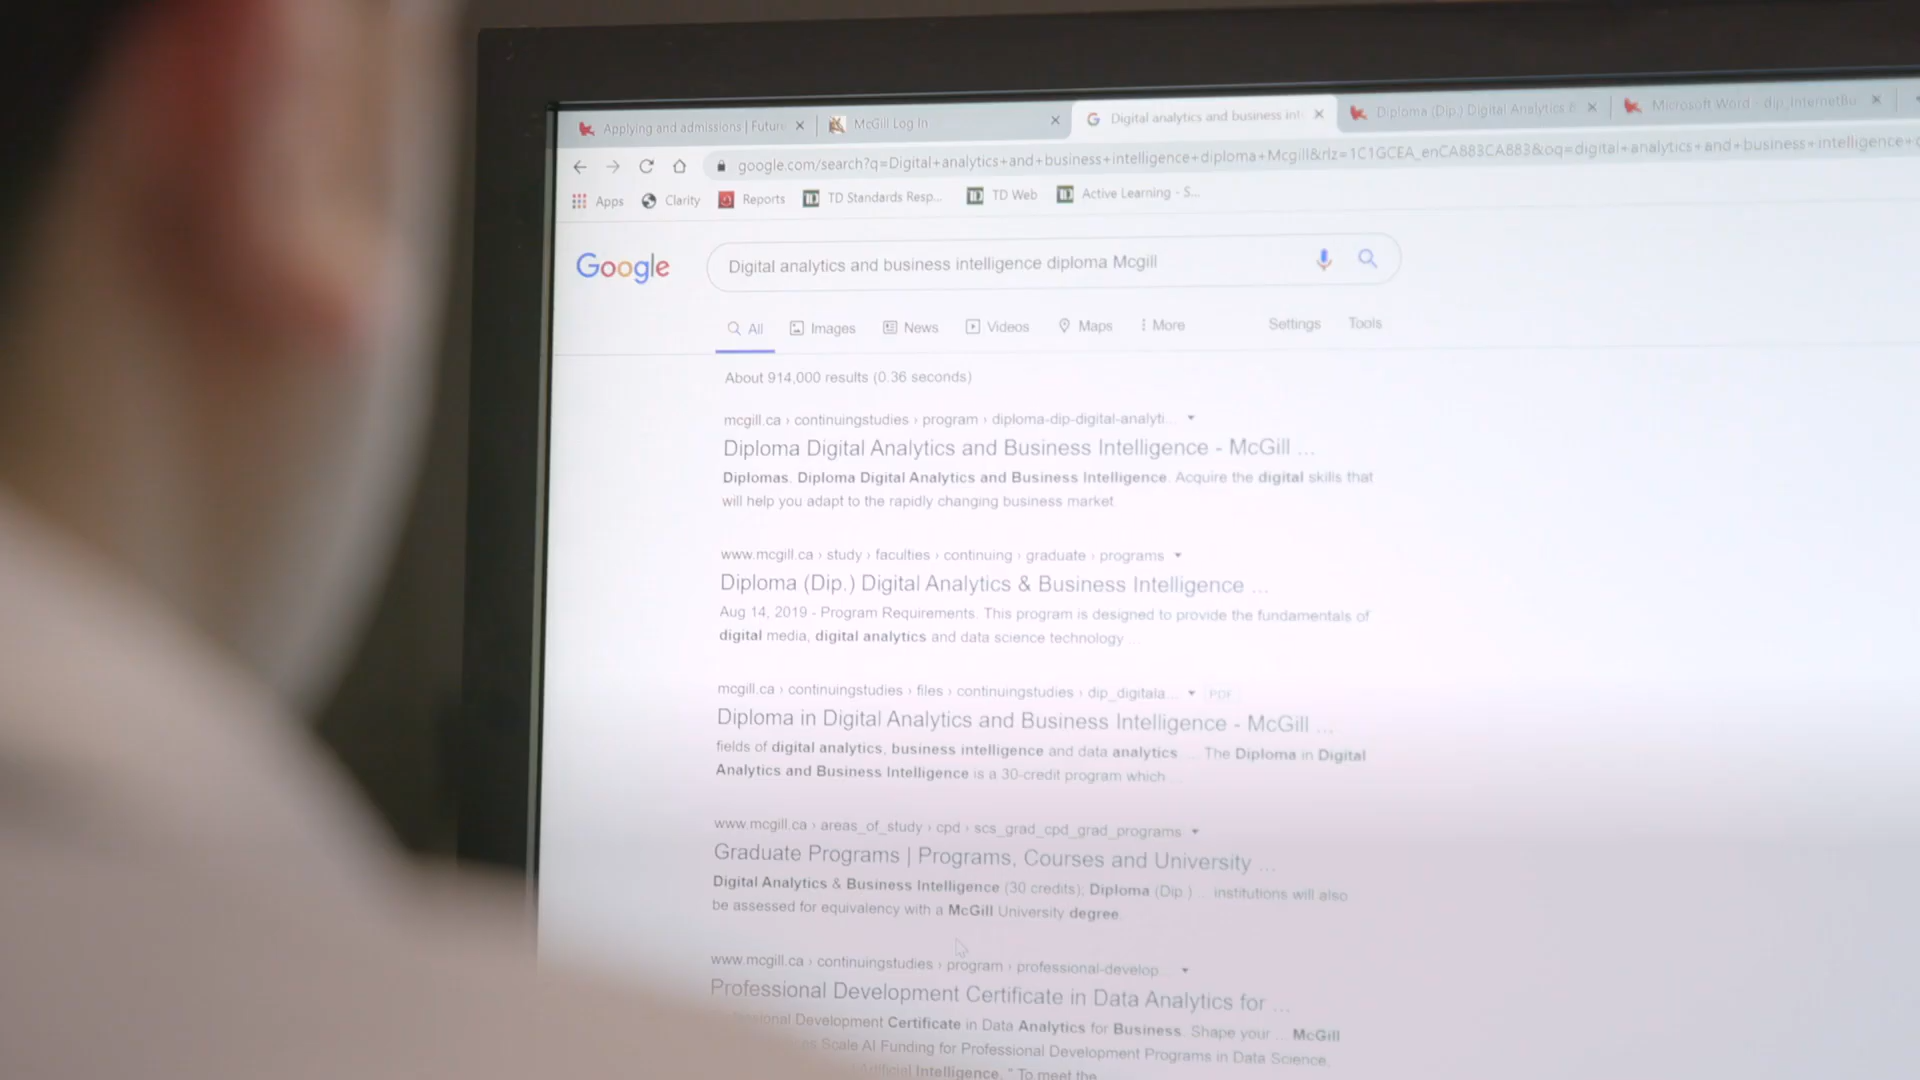 Applying and admissions | Future
McGill Log In
Digital analytics and business int
Diploma (Dip.) Digital Analytics &
Microsoft Word - dip_InternetBu
google.com/search?q=Digital+analytics+and+business+intelligence+diploma+Mcgill&rlz=1C1GCEA_enCA883CA883&oq=digital+analytics+and+business+intelligence+
Apps
Clarity
Reports
TD Standards Resp...
TD Web
Active Learning - S...
Google
Digital analytics and business intelligence diploma Mcgill
All
Images
News
Videos
Maps
More
Settings
Tools
About 914,000 results (0.36 seconds)
mcgill.ca › continuingstudies › program › diploma-dip-digital-analyti...
Diploma Digital Analytics and Business Intelligence - McGill ...
Diplomas. Diploma Digital Analytics and Business Intelligence. Acquire the digital skills that
will help you adapt to the rapidly changing business market
www.mcgill.ca › study › faculties › continuing › graduate › programs
Diploma (Dip.) Digital Analytics & Business Intelligence ...
Aug 14, 2019 - Program Requirements. This program is designed to provide the fundamentals of
digital media, digital analytics and data science technology ...
mcgill.ca › continuingstudies › files › continuingstudies › dip_digitala... PDF
Diploma in Digital Analytics and Business Intelligence - McGill ...
fields of digital analytics, business intelligence and data analytics ... The Diploma in Digital
Analytics and Business Intelligence is a 30-credit program which ...
www.mcgill.ca › areas_of_study › cpd › scs_grad_cpd_grad_programs
Graduate Programs | Programs, Courses and University ...
Digital Analytics & Business Intelligence (30 credits); Diploma (Dip.) ... institutions will also
be assessed for equivalency with a McGill University degree.
www.mcgill.ca › continuingstudies › program › professional-develop...
Professional Development Certificate in Data Analytics for ...
Development Certificate in Data Analytics for Business. Shape your ... McGill
Scale AI Funding for Professional Development Programs in Data Science,
Artificial Intelligence. " To meet the